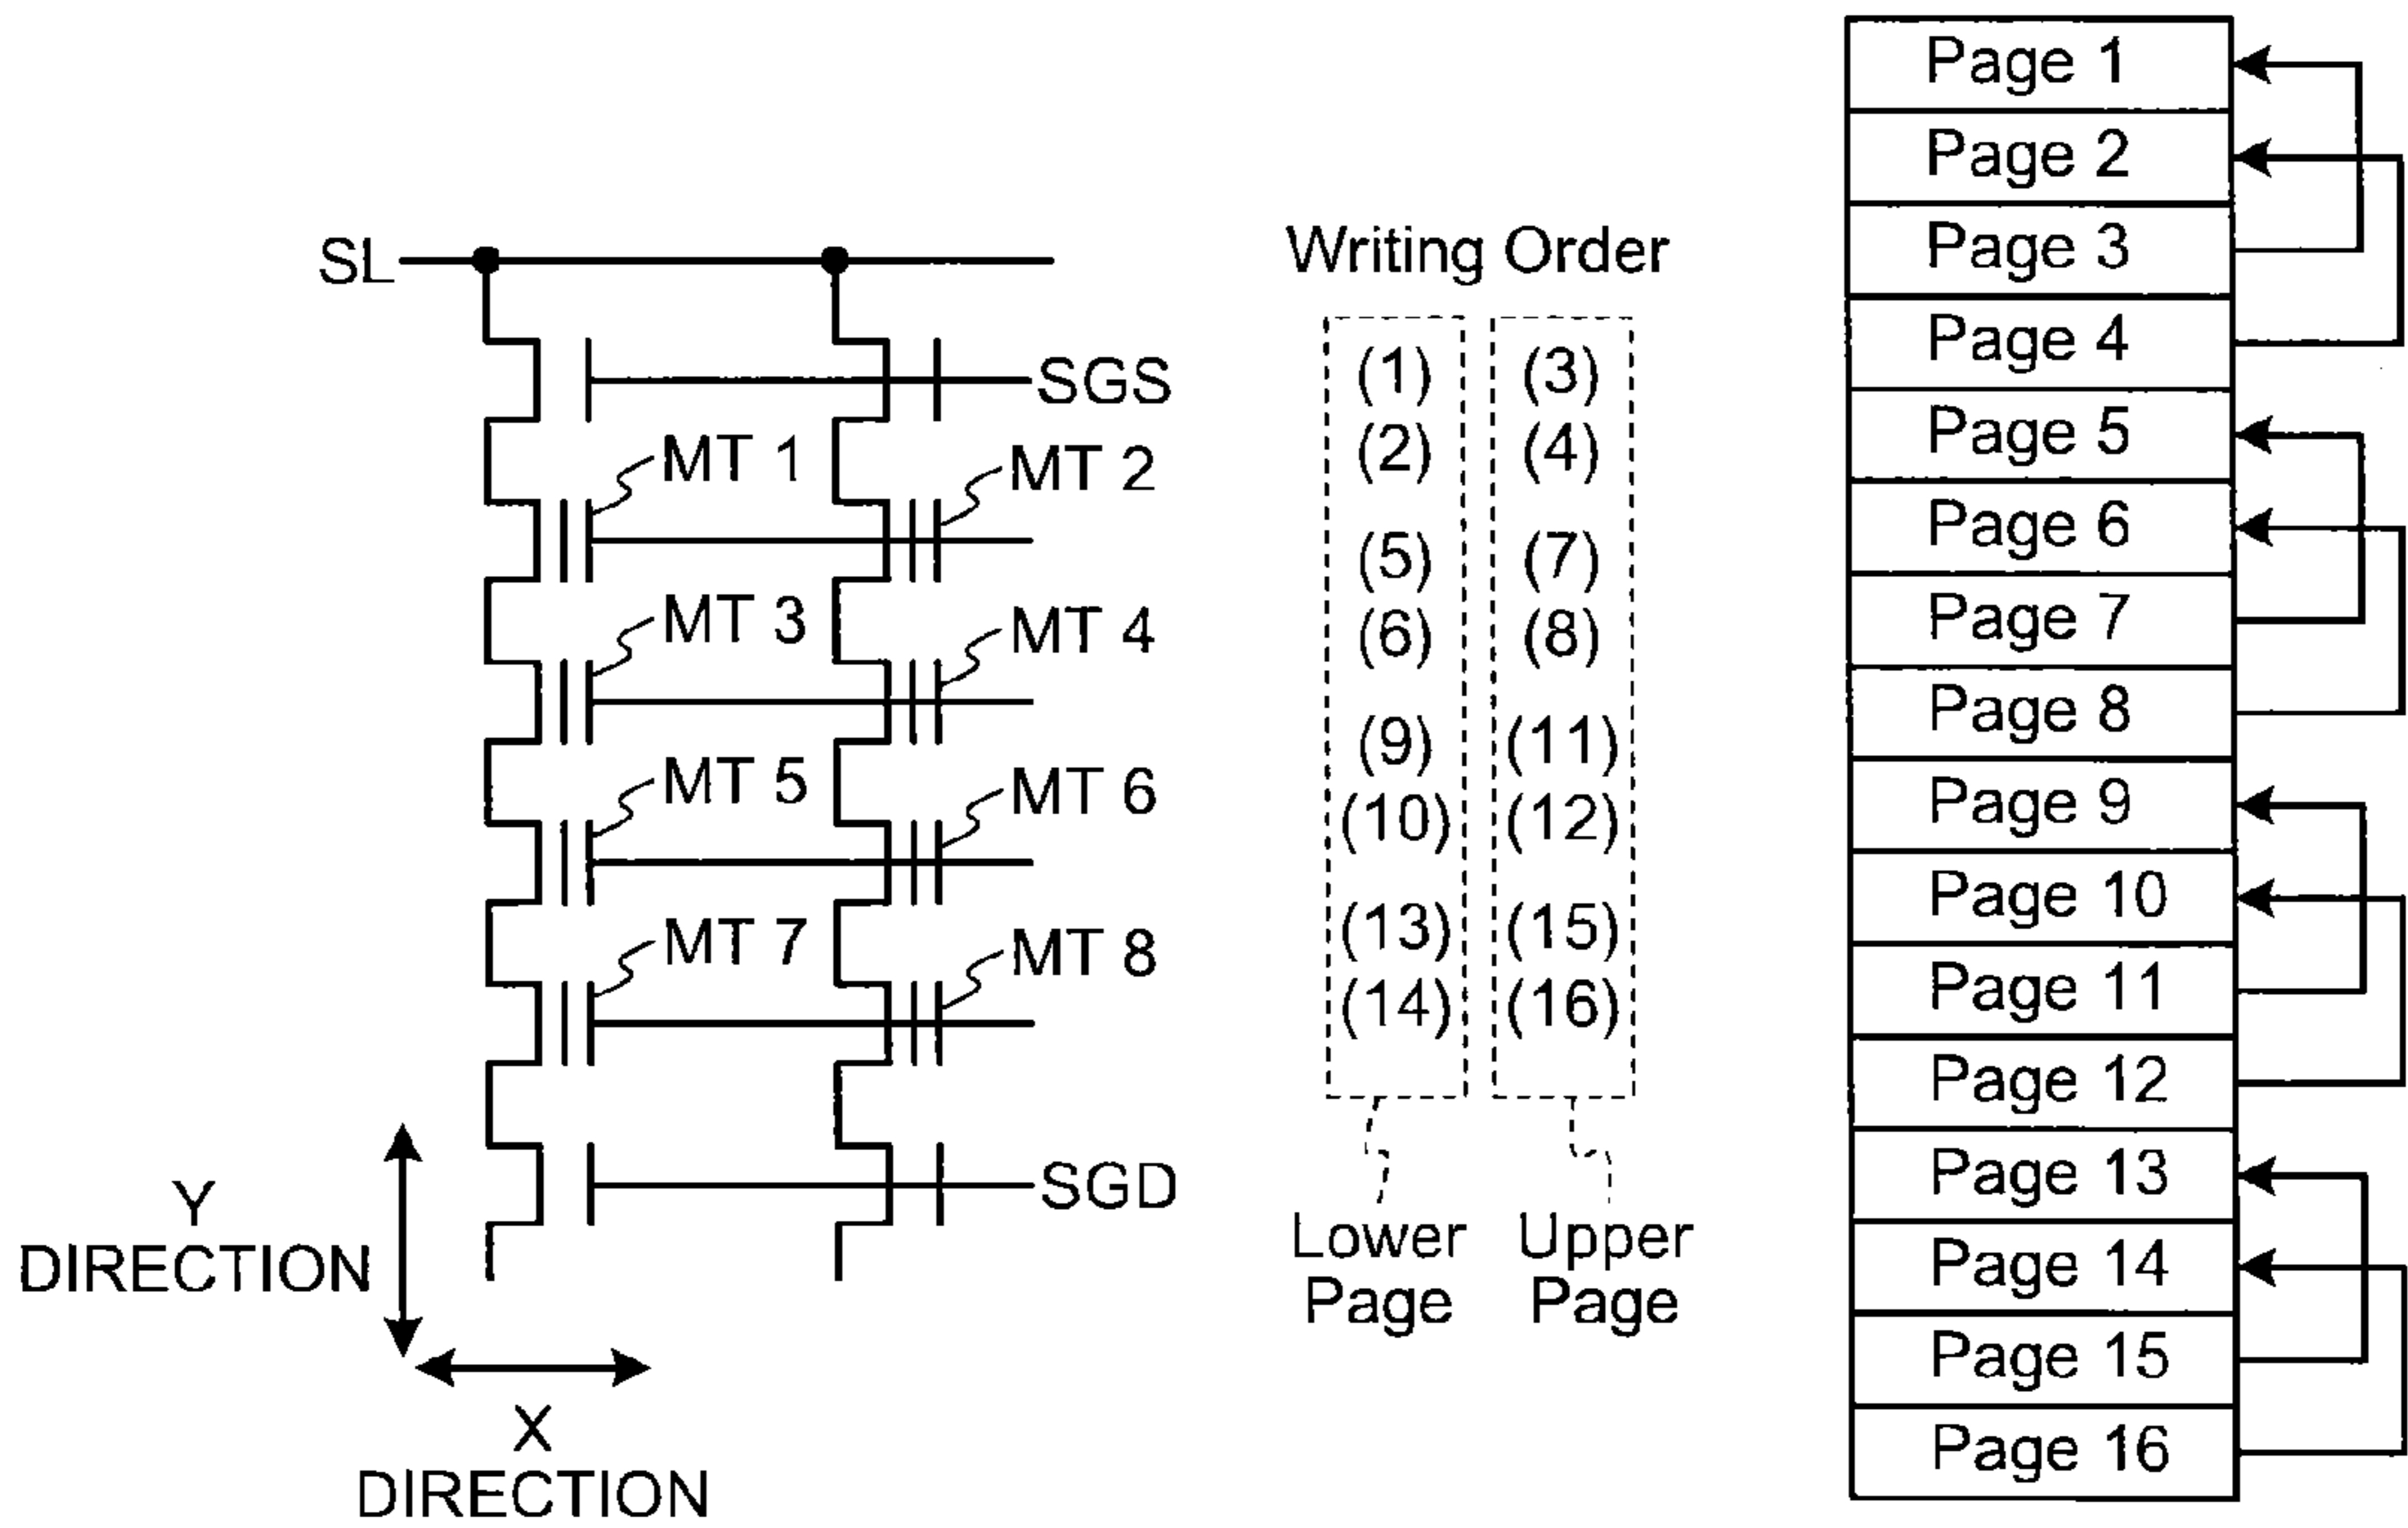 SL
SGS
MT 1
MT 2
MT 3
MT 4
MT 5
MT 6
MT 7
MT 8
SGD
Y
DIRECTION
X
DIRECTION
Writing Order
(1) (3)
(2) (4)
(5) (7)
(6) (8)
(9) (11)
(10) (12)
(13) (15)
(14) (16)
Lower
Page
Upper
Page
Page 1
Page 2
Page 3
Page 4
Page 5
Page 6
Page 7
Page 8
Page 9
Page 10
Page 11
Page 12
Page 13
Page 14
Page 15
Page 16